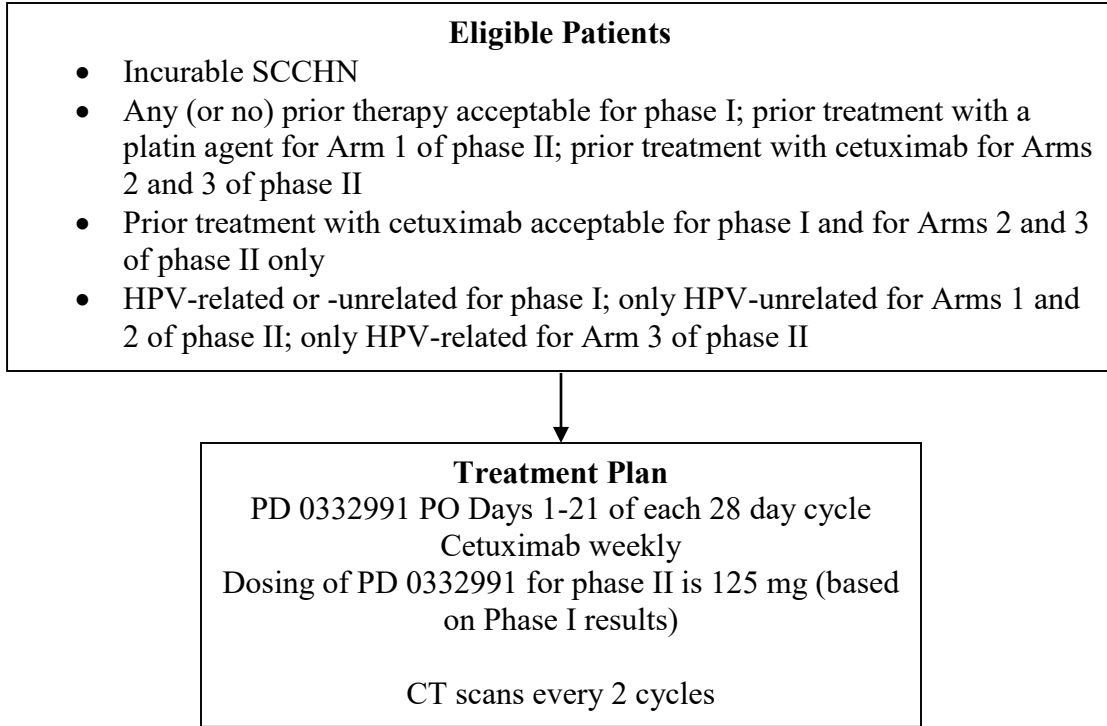 Eligible Patients
• Incurable SCCHN
• Any (or no) prior therapy acceptable for phase I; prior treatment with a
platin agent for Arm 1 of phase II; prior treatment with cetuximab for Arms
2 and 3 of phase II
• Prior treatment with cetuximab acceptable for phase I and for Arms 2 and 3
of phase II only
• HPV-related or -unrelated for phase I; only HPV-unrelated for Arms 1 and
2 of phase II; only HPV-related for Arm 3 of phase II
Treatment Plan
PD 0332991 PO Days 1-21 of each 28 day cycle
Cetuximab weekly
Dosing of PD 0332991 for phase II is 125 mg (based
on Phase I results)
CT scans every 2 cycles